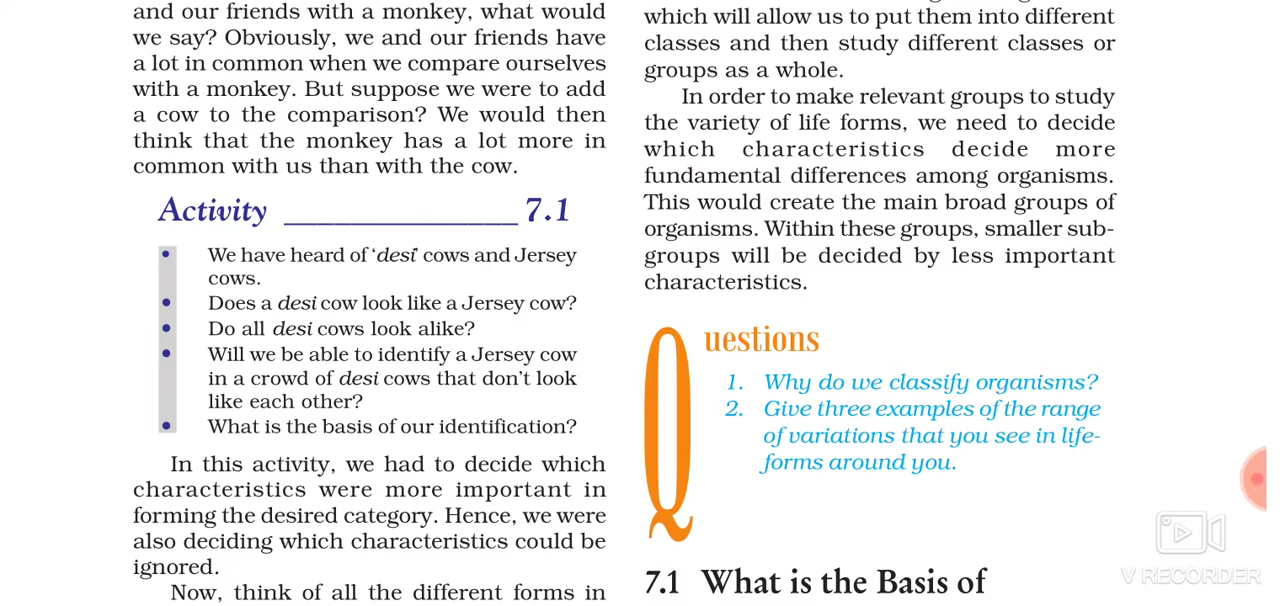 and our friends with a monkey, what would
we say? Obviously, we and our friends have
a lot in common when we compare ourselves
with a monkey. But suppose we were to add
a cow to the comparison? We would then
think that the monkey has a lot more in
common with us than with the cow.
Activity _______________ 7.1
• We have heard of ‘desi’ cows and Jersey
cows.
• Does a desi cow look like a Jersey cow?
• Do all desi cows look alike?
• Will we be able to identify a Jersey cow
in a crowd of desi cows that don’t look
like each other?
• What is the basis of our identification?
In this activity, we had to decide which
characteristics were more important in
forming the desired category. Hence, we were
also deciding which characteristics could be
ignored.
Now, think of all the different forms in
which will allow us to put them into different
classes and then study different classes or
groups as a whole.
In order to make relevant groups to study
the variety of life forms, we need to decide
which characteristics decide more
fundamental differences among organisms.
This would create the main broad groups of
organisms. Within these groups, smaller sub-
groups will be decided by less important
characteristics.
Questions
1. Why do we classify organisms?
2. Give three examples of the range
of variations that you see in life-
forms around you.
7.1 What is the Basis of
V RECORDER